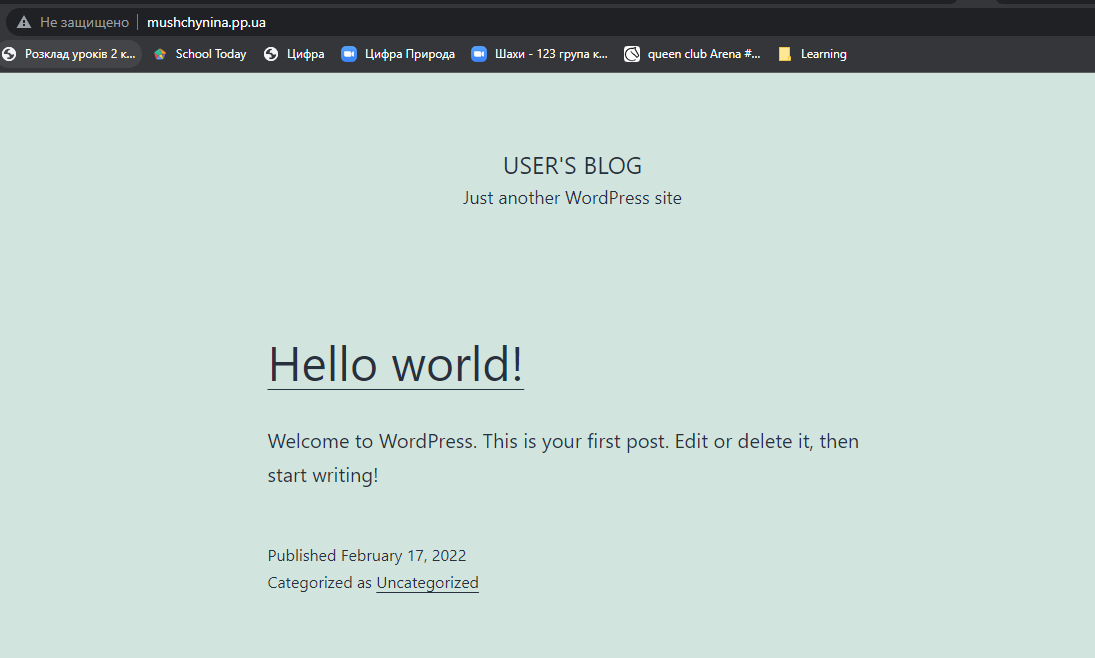 Не защищено mushchynina.pp.ua
Розклад уроків 2 к... School Today Цифра Цифра Природа Шахи - 123 група к... queen club Arena #... Learning
USER'S BLOG
Just another WordPress site
Hello world!
Welcome to WordPress. This is your first post. Edit or delete it, then
start writing!
Published February 17, 2022
Categorized as Uncategorized